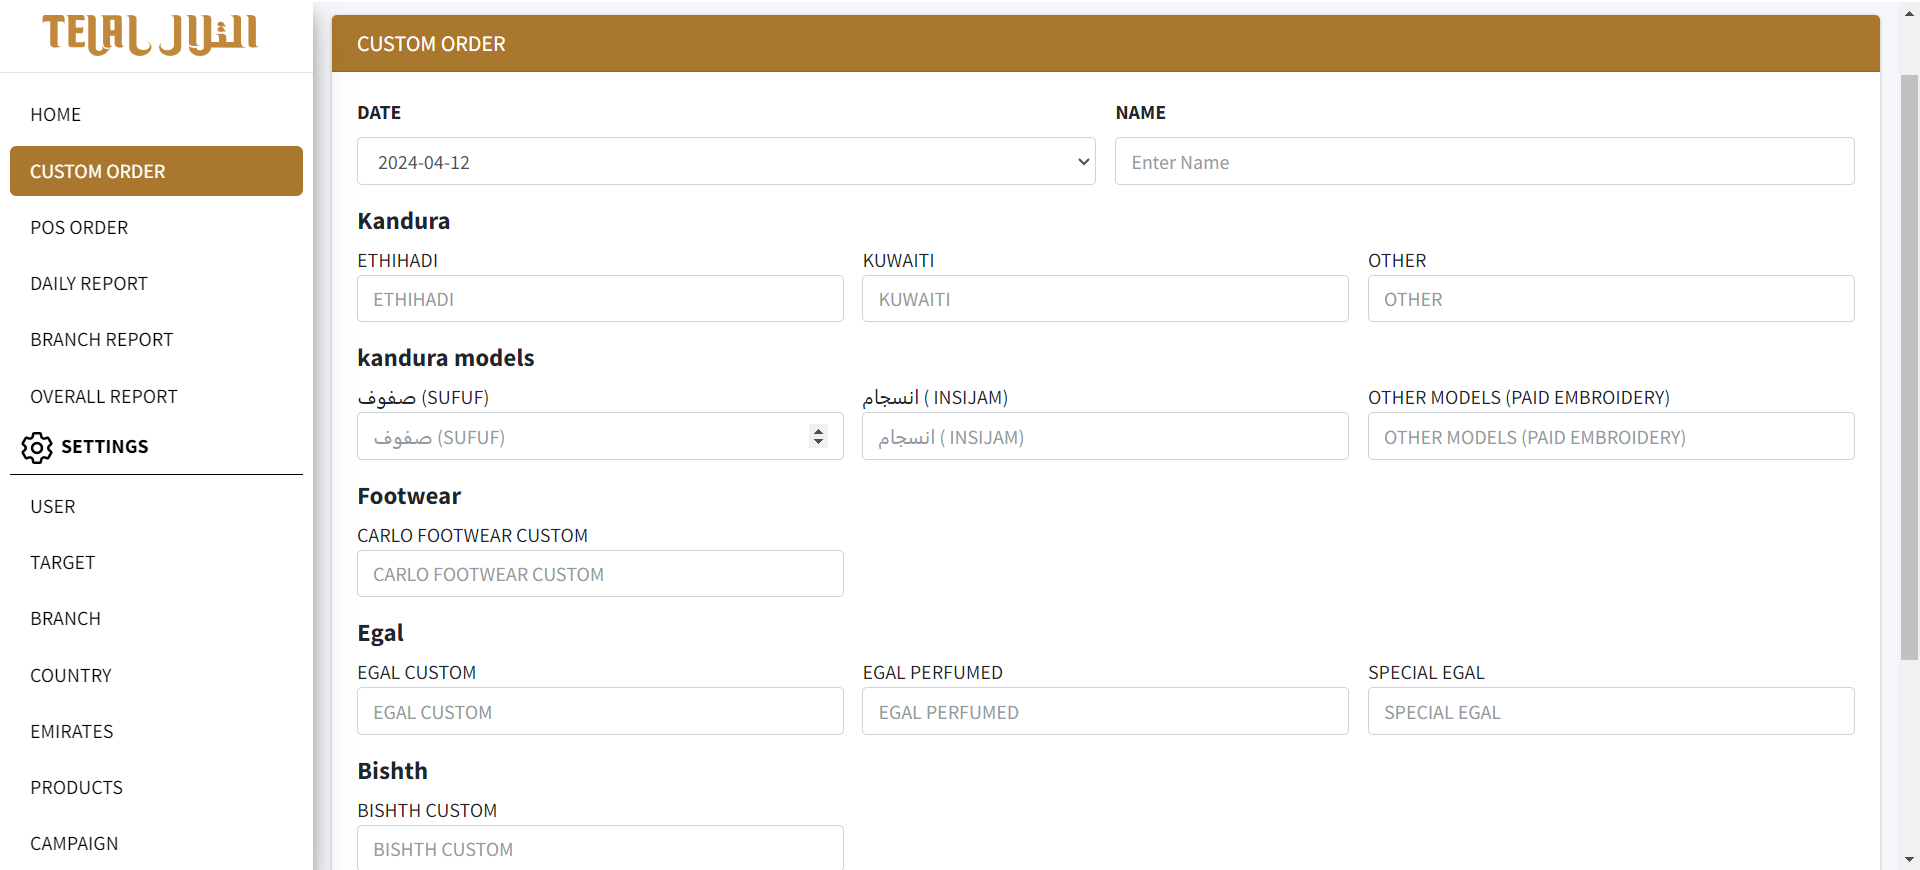 TELAL التلال
HOME
CUSTOM ORDER
POS ORDER
DAILY REPORT
BRANCH REPORT
OVERALL REPORT
SETTINGS
USER
TARGET
BRANCH
COUNTRY
EMIRATES
PRODUCTS
CAMPAIGN
CUSTOM ORDER
DATE NAME
2024-04-12 Enter Name
Kandura
ETHIHADI KUWAITI OTHER
ETHIHADI KUWAITI OTHER
kandura models
صفوف (SUFUF) انسجام ( INSIJAM) OTHER MODELS (PAID EMBROIDERY)
صفوف (SUFUF) انسجام ( INSIJAM) OTHER MODELS (PAID EMBROIDERY)
Footwear
CARLO FOOTWEAR CUSTOM
CARLO FOOTWEAR CUSTOM
Egal
EGAL CUSTOM EGAL PERFUMED SPECIAL EGAL
EGAL CUSTOM EGAL PERFUMED SPECIAL EGAL
Bishth
BISHTH CUSTOM
BISHTH CUSTOM